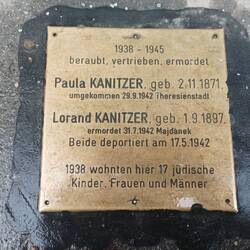 1938 - 1945
beraubt, vertrieben, ermordet
Paula KANITZER, geb. 2.11.1871,
umgekommen 29.9.1942 Theresienstadt
Lorand KANITZER, geb. 1.9.1897,
ermordet 31.7.1942 Majdanek
Beide deportiert am 17.5.1942
1938 wohnten hier 17 jüdische
Kinder, Frauen und Männer